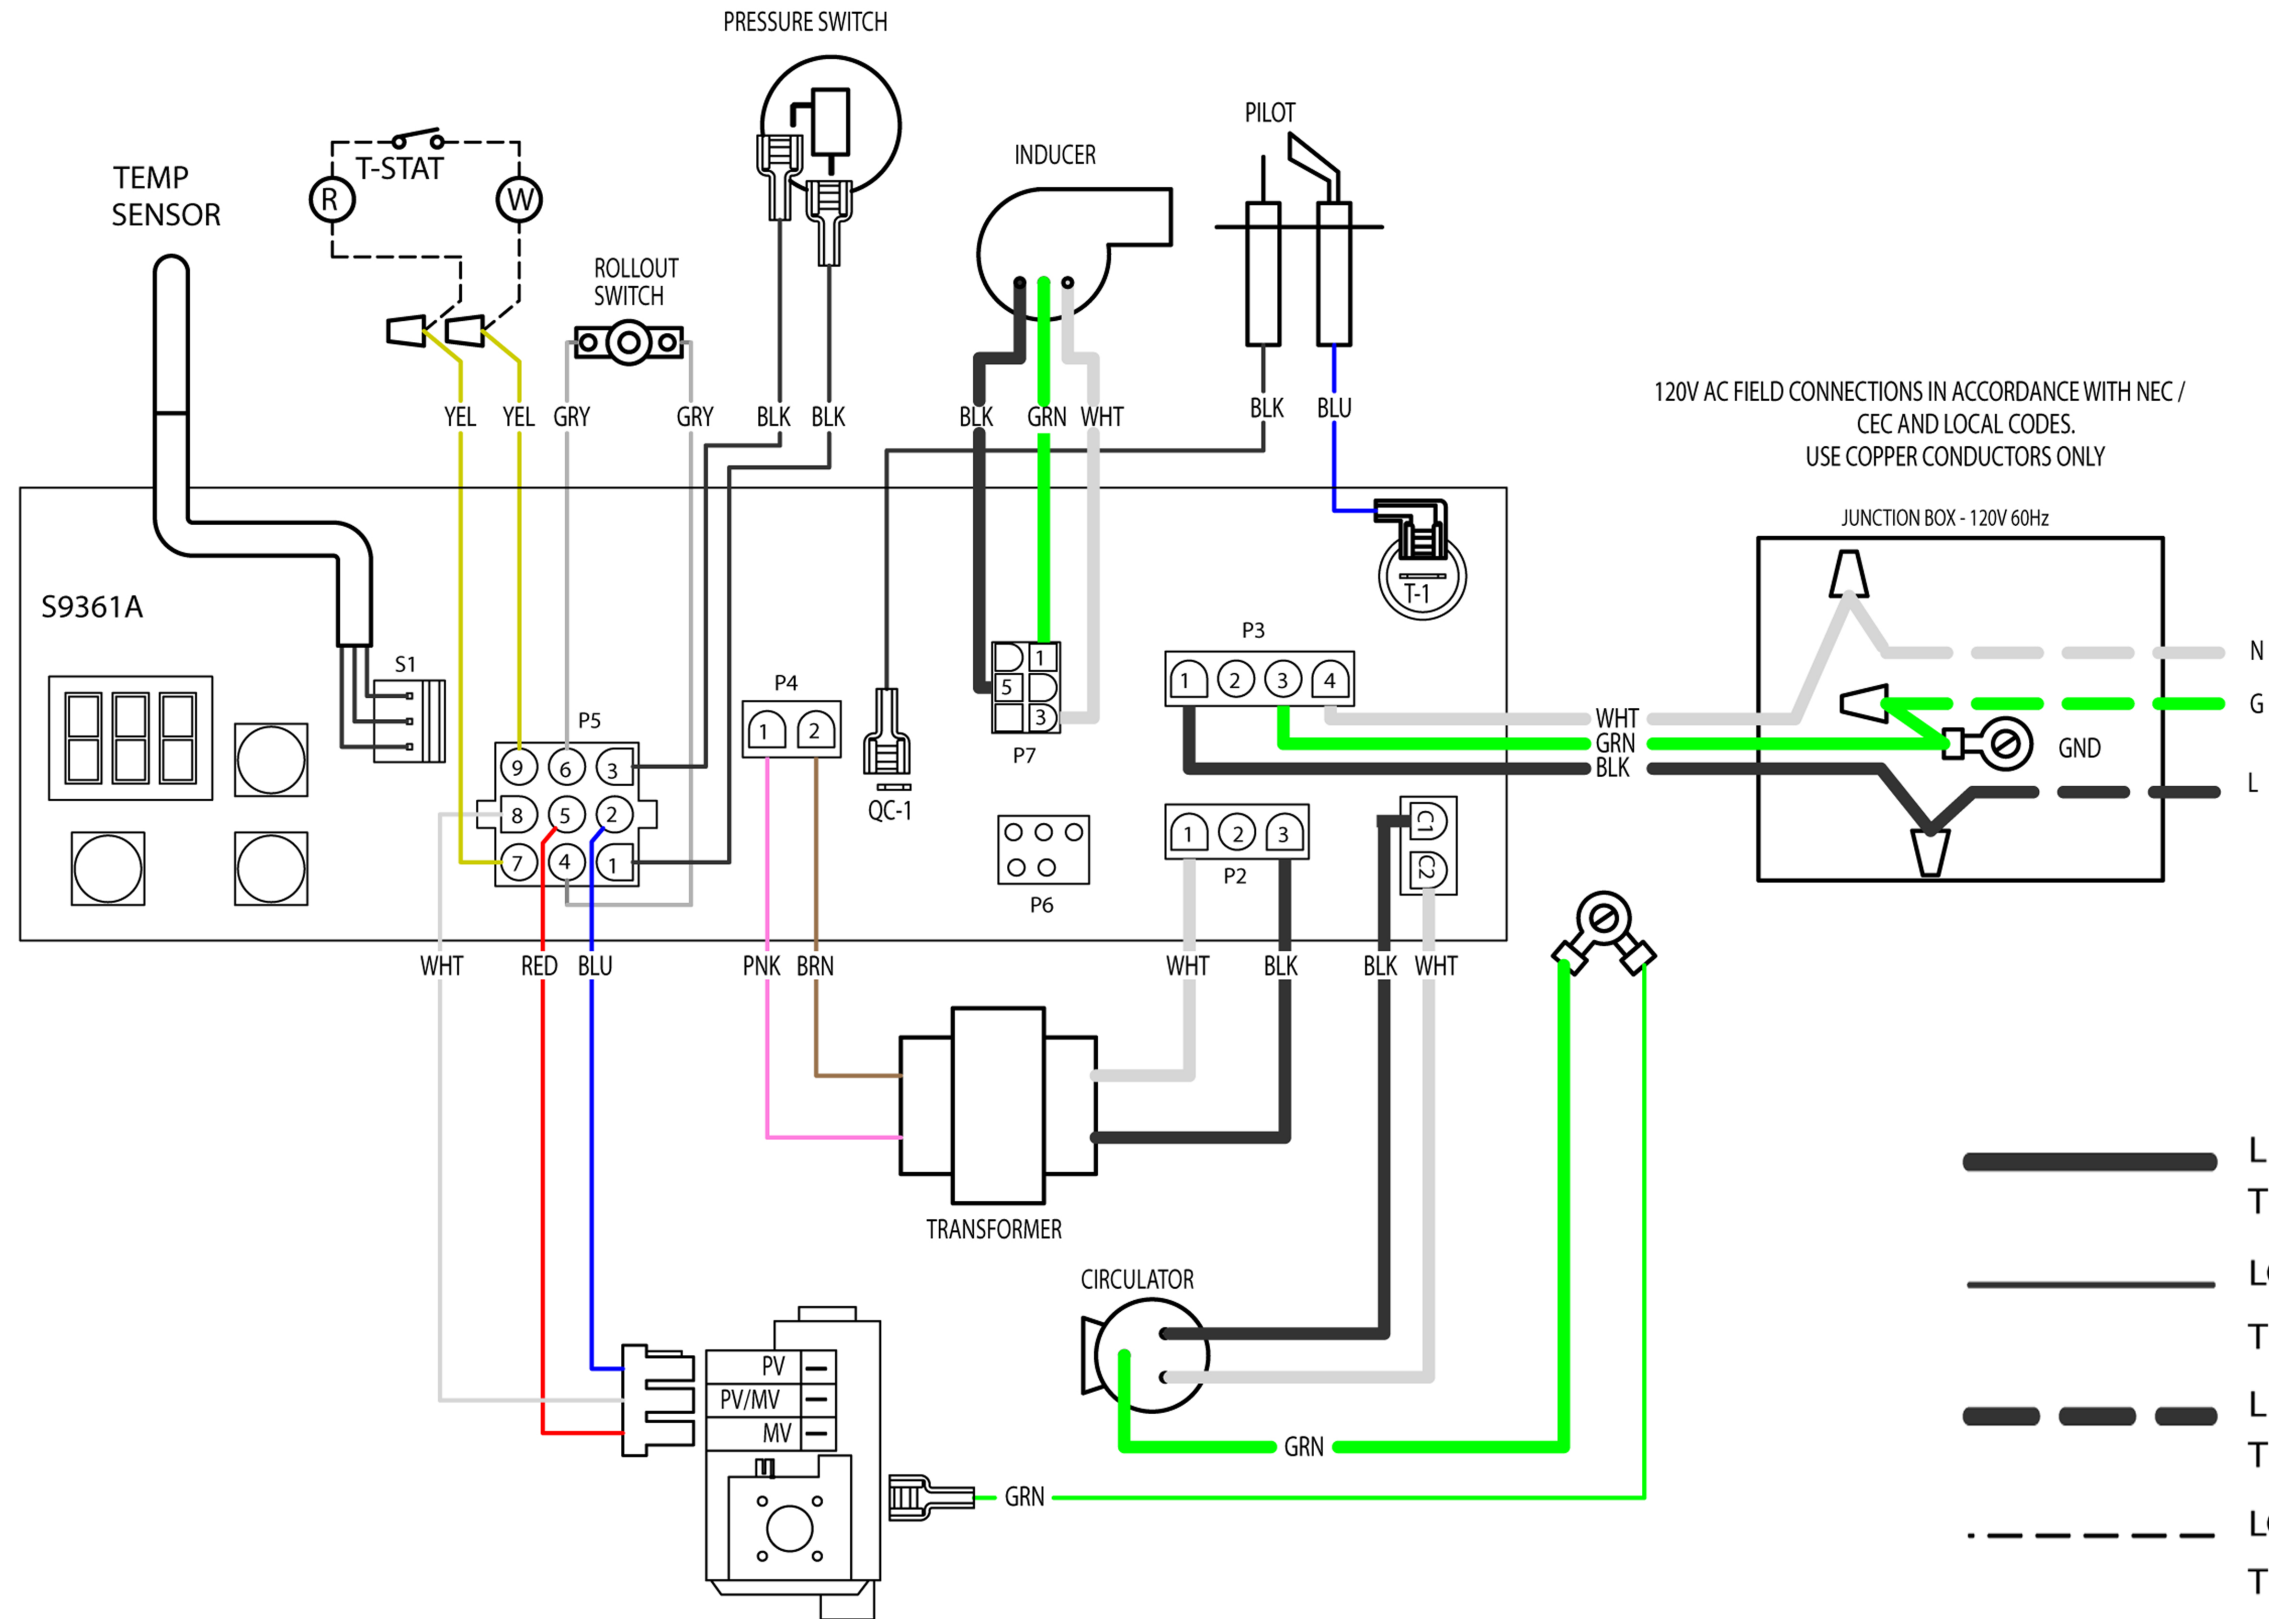 PRESSURE SWITCH
PILOT
INDUCER
TEMP
SENSOR
T-STAT
R
W
ROLLOUT
SWITCH
YEL
YEL
GRY
GRY
BLK
BLK
BLK
GRN
WHT
BLK
BLU
120V AC FIELD CONNECTIONS IN ACCORDANCE WITH NEC /
CEC AND LOCAL CODES.
USE COPPER CONDUCTORS ONLY
JUNCTION BOX - 120V 60Hz
S9361A
S1
T-1
P5
9 6 3
8 5 2
7 4 1
P4
1 2
QC-1
1
5
3
P7
P3
1 2 3 4
P6
1 2 3
P2
C1
C2
WHT
GRN
BLK
N
G
GND
L
WHT
RED
BLU
PNK
BRN
WHT
BLK
BLK
WHT
TRANSFORMER
CIRCULATOR
PV
PV/MV
MV
GRN
GRN
L
T
L
T
L
T
L
T